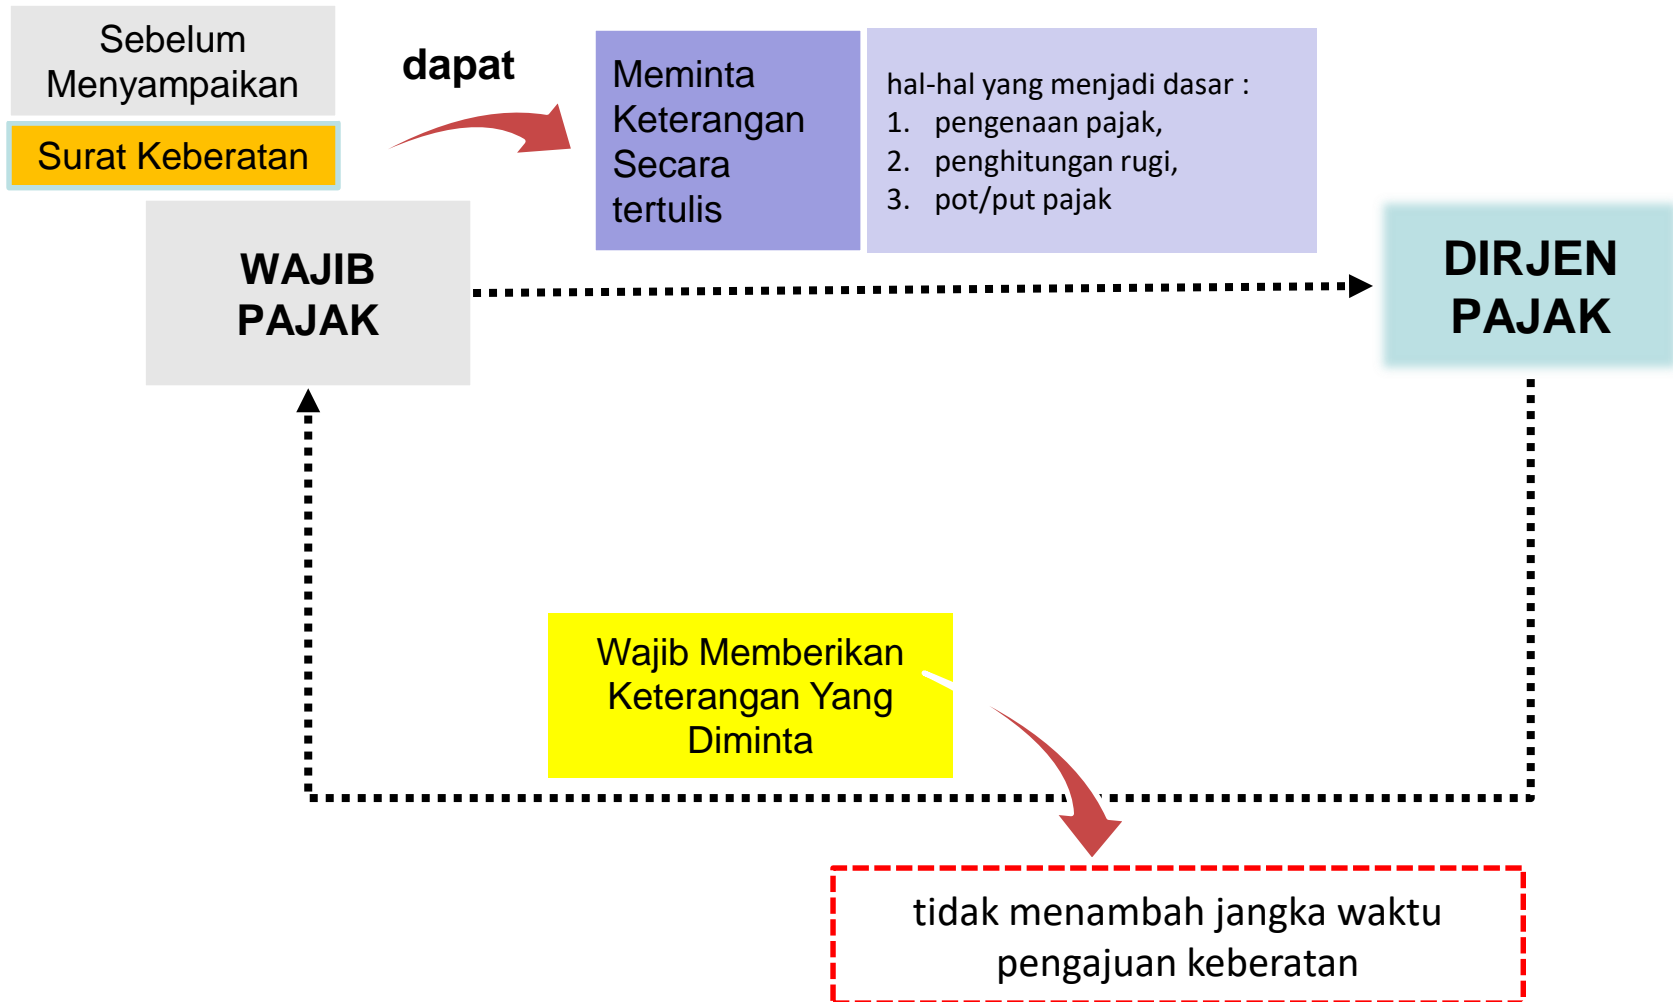 Sebelum
Menyampaikan
Surat Keberatan
dapat
Meminta
Keterangan
Secara
tertulis
hal-hal yang menjadi dasar :
1. pengenaan pajak,
2. penghitungan rugi,
3. pot/put pajak
WAJIB
PAJAK
DIRJEN
PAJAK
Wajib Memberikan
Keterangan Yang
Diminta
tidak menambah jangka waktu
pengajuan keberatan